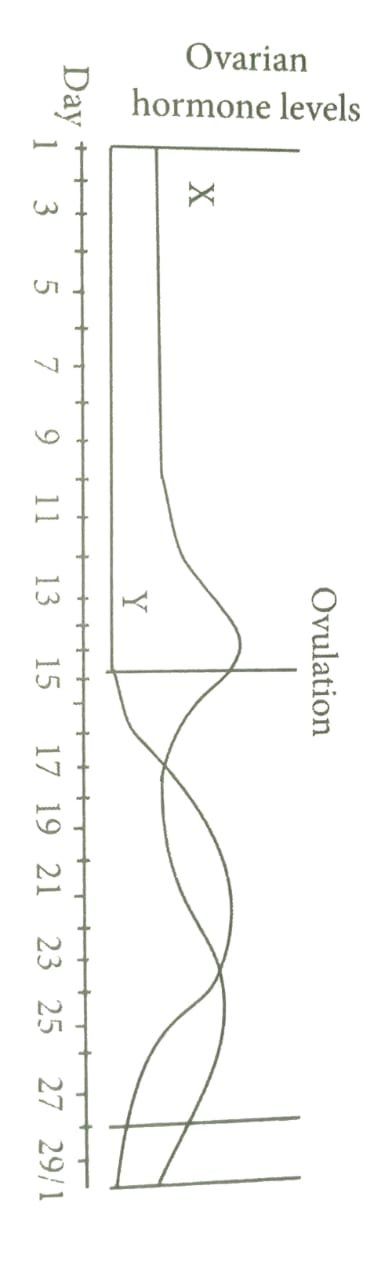 Ovarian
hormone levels
X
Y
Ovulation
Day
1 3 5 7 9 11 13 15 17 19 21 23 25 27 29/1